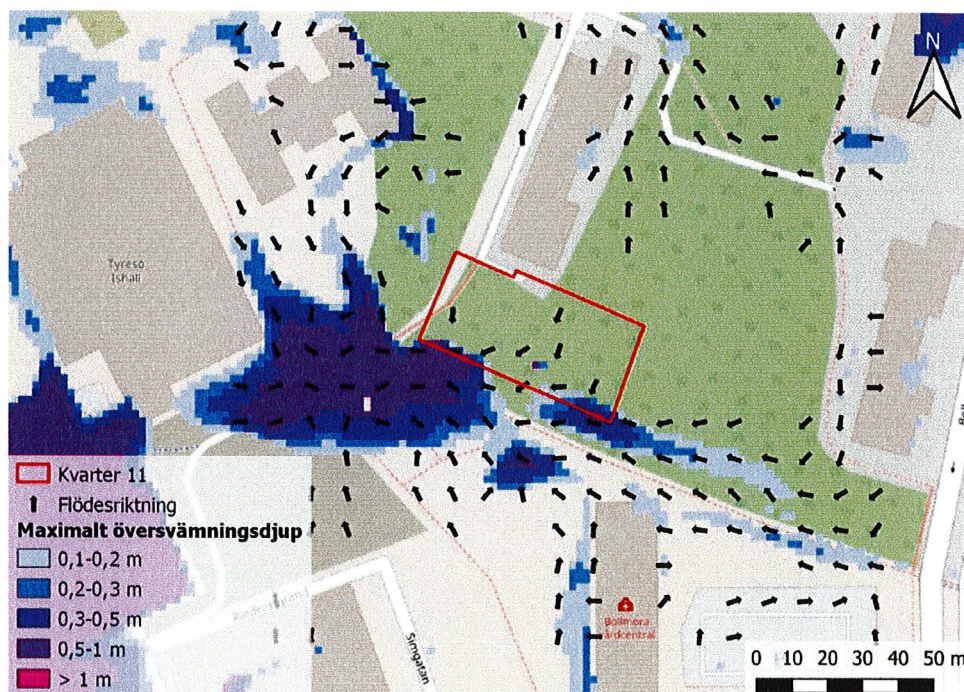 N
Tyresö
Ishall
Kvarter 11
Flödesriktning
Maximalt översvämningsdjup
0,1-0,2 m
0,2-0,3 m
0,3-0,5 m
0,5-1 m
> 1 m
Simgatan
Bollmora
vårdcentral
Boll
0 10 20 30 40 50 m